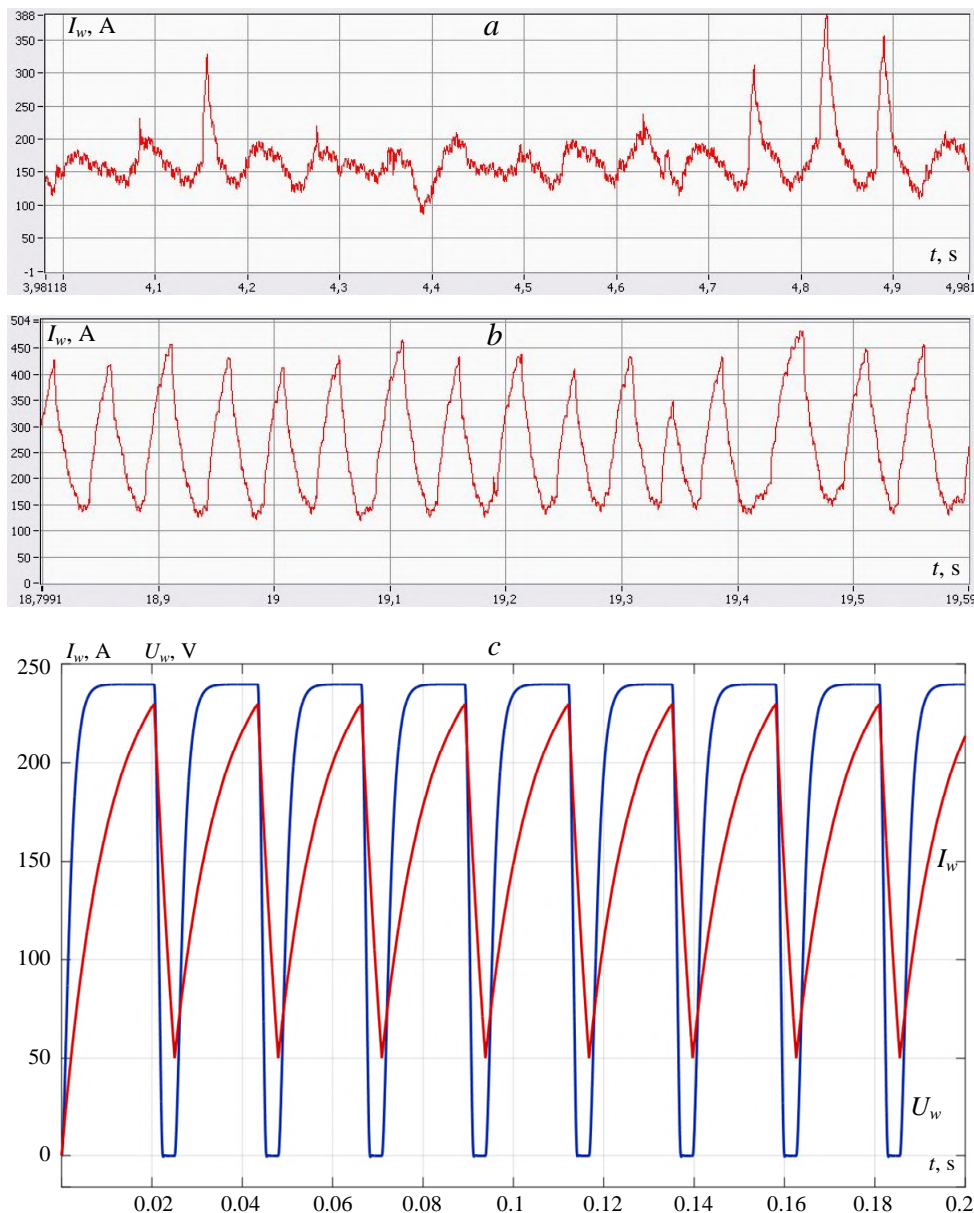 388
I_w, A
a
350
300
250
200
150
100
50
-1
t, s
3,98118 4,1 4,2 4,3 4,4 4,5 4,6 4,7 4,8 4,9 4,981
504
I_w, A
b
450
400
350
300
250
200
150
100
50
0
t, s
18,7991 18,9 19 19,1 19,2 19,3 19,4 19,5 19,59
I_w, A U_w, V c
250
200
150
I_w
100
50
U_w
0
t, s
0.02 0.04 0.06 0.08 0.1 0.12 0.14 0.16 0.18 0.2